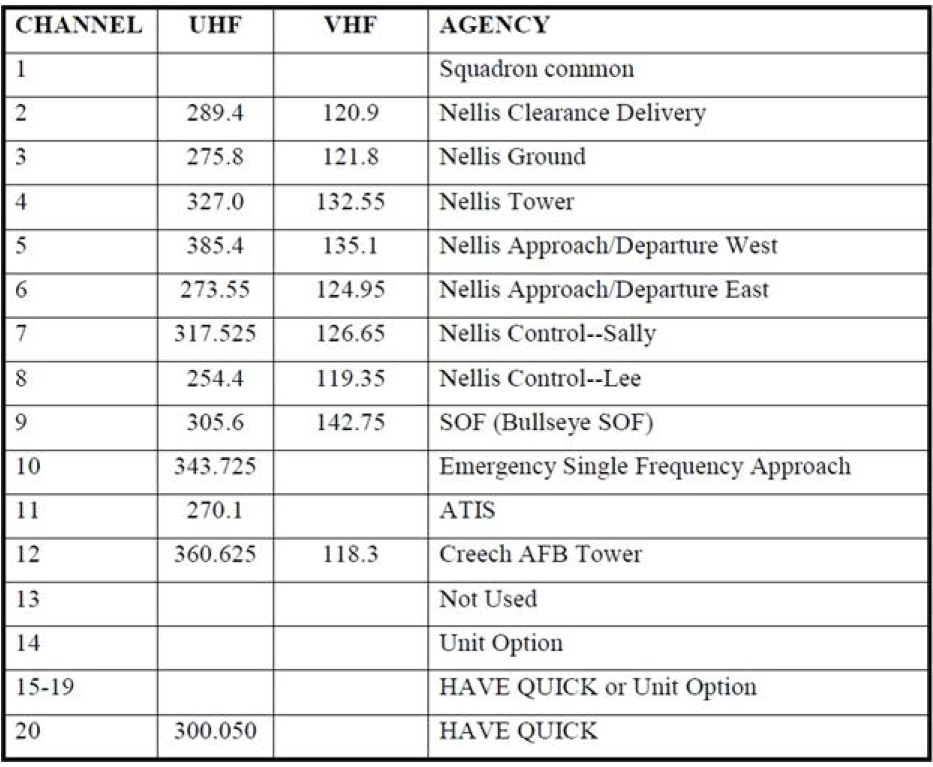 CHANNEL UHF VHF AGENCY
1 Squadron common
2 289.4 120.9 Nellis Clearance Delivery
3 275.8 121.8 Nellis Ground
4 327.0 132.55 Nellis Tower
5 385.4 135.1 Nellis Approach/Departure West
6 273.55 124.95 Nellis Approach/Departure East
7 317.525 126.65 Nellis Control--Sally
8 254.4 119.35 Nellis Control--Lee
9 305.6 142.75 SOF (Bullseye SOF)
10 343.725 Emergency Single Frequency Approach
11 270.1 ATIS
12 360.625 118.3 Creech AFB Tower
13 Not Used
14 Unit Option
15-19 HAVE QUICK or Unit Option
20 300.050 HAVE QUICK